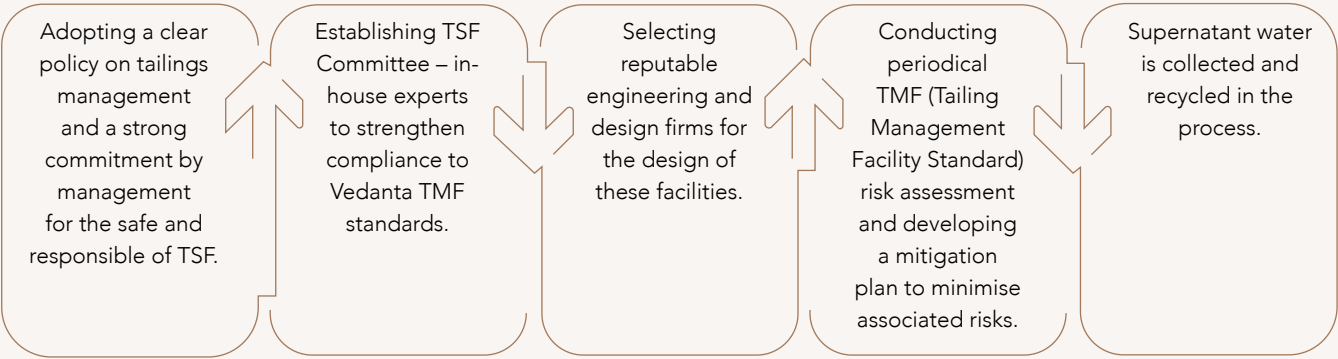 Adopting a clear
policy on tailings
management
and a strong
commitment by
management
for the safe and
responsible of TSF.
Establishing TSF
Committee – in-
house experts
to strengthen
compliance to
Vedanta TMF
standards.
Selecting
reputable
engineering and
design firms for
the design of
these facilities.
Conducting
periodical
TMF (Tailing
Management
Facility Standard)
risk assessment
and developing
a mitigation
plan to minimise
associated risks.
Supernatant water
is collected and
recycled in the
process.